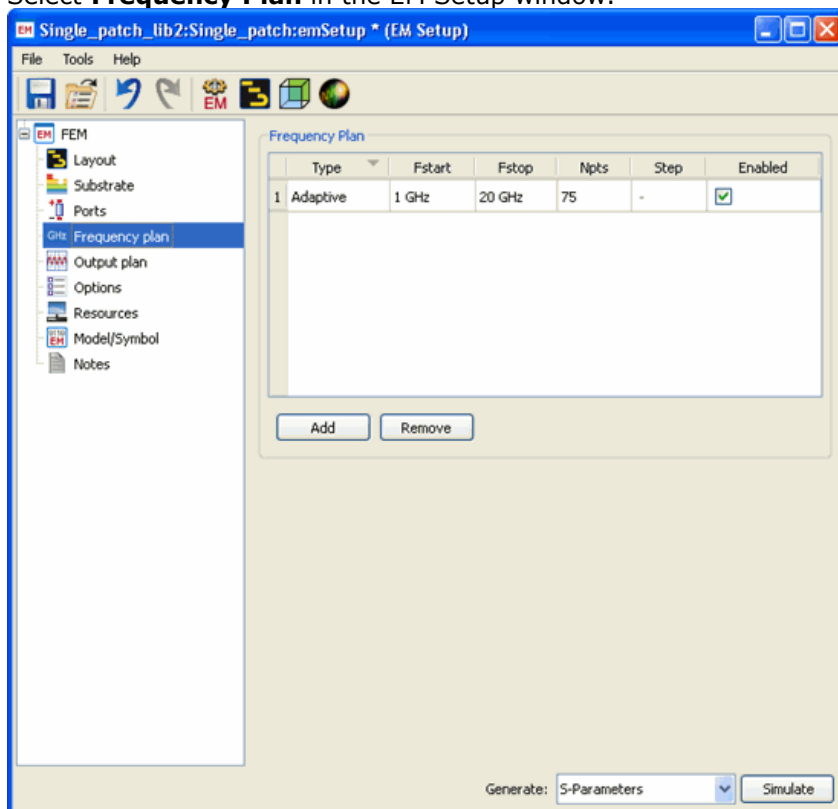 Select Frequency Plan in the EM Setup window.
EM Single_patch_lib2:Single_patch:emSetup * (EM Setup)
File Tools Help
EM
EM FEM
Layout
Substrate
Ports
GHz Frequency plan
Output plan
Options
Resources
EM Model/Symbol
Notes
Frequency Plan
Type Fstart Fstop Npts Step Enabled
1 Adaptive 1 GHz 20 GHz 75 -
Add Remove
Generate: S-Parameters Simulate